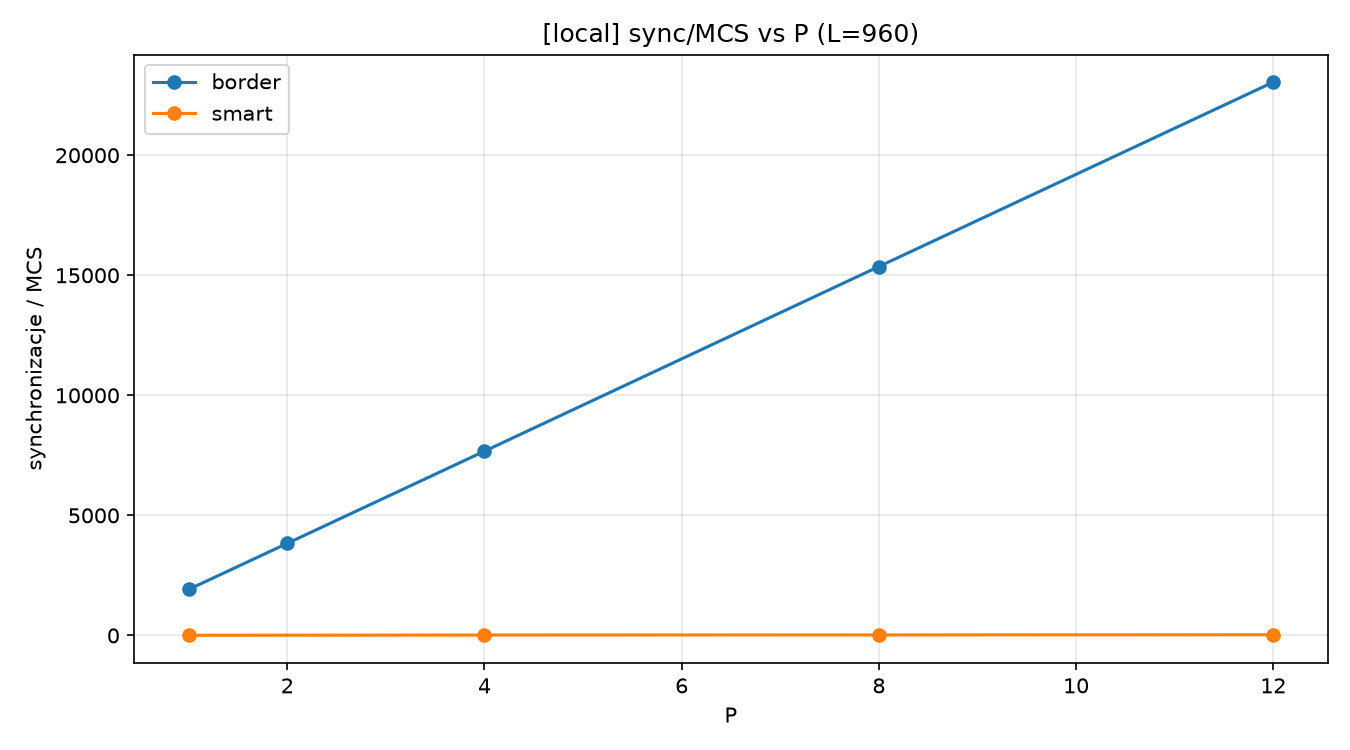 [local] sync/MCS vs P (L=960)
border
smart
synchronizacje / MCS
20000
15000
10000
5000
0
2 4 6 8 10 12
P